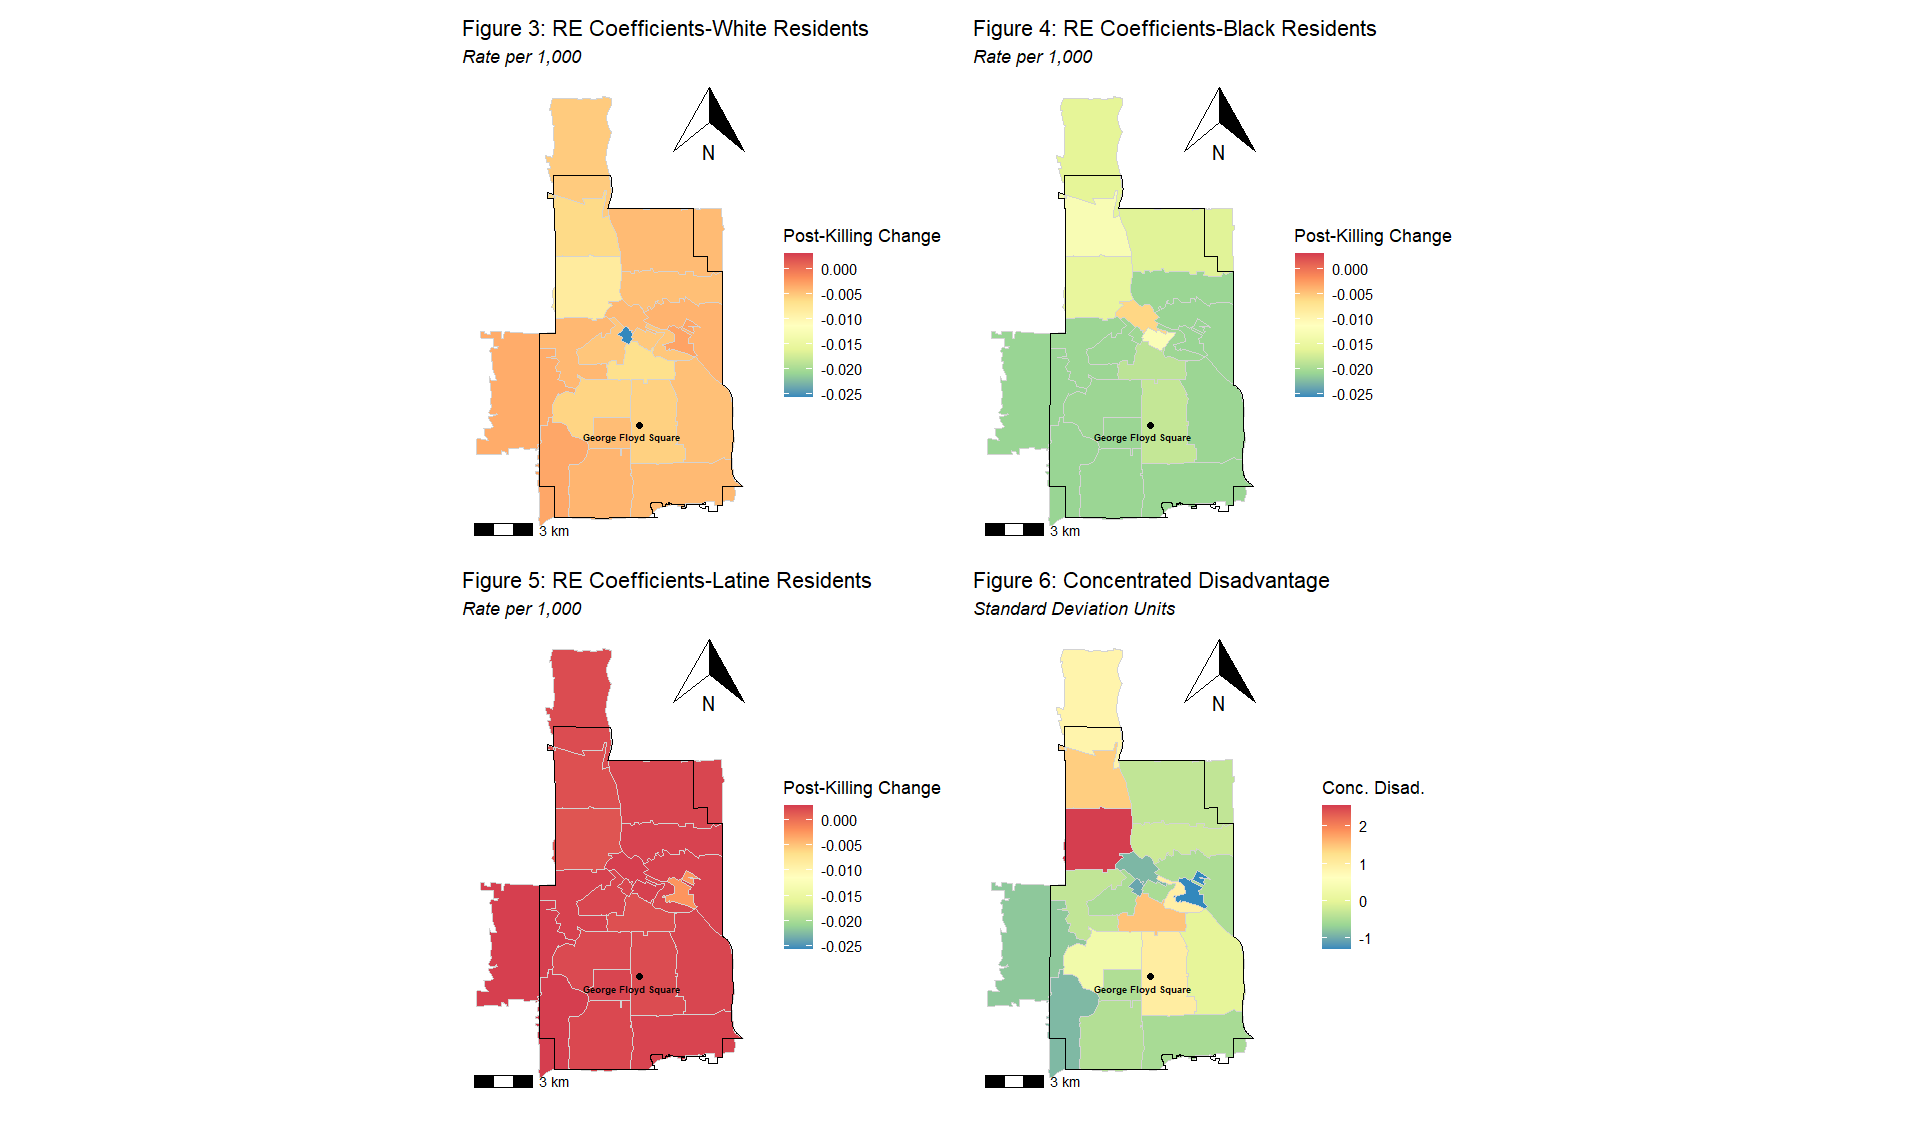 Figure 3: RE Coefficients-White Residents
Rate per 1,000
N
Post-Killing Change
0.000
-0.005
-0.010
-0.015
-0.020
-0.025
George Floyd Square
3 km
Figure 4: RE Coefficients-Black Residents
Rate per 1,000
N
Post-Killing Change
0.000
-0.005
-0.010
-0.015
-0.020
-0.025
George Floyd Square
3 km
Figure 5: RE Coefficients-Latine Residents
Rate per 1,000
N
Post-Killing Change
0.000
-0.005
-0.010
-0.015
-0.020
-0.025
George Floyd Square
3 km
Figure 6: Concentrated Disadvantage
Standard Deviation Units
N
Conc. Disad.
2
1
0
-1
George Floyd Square
3 km